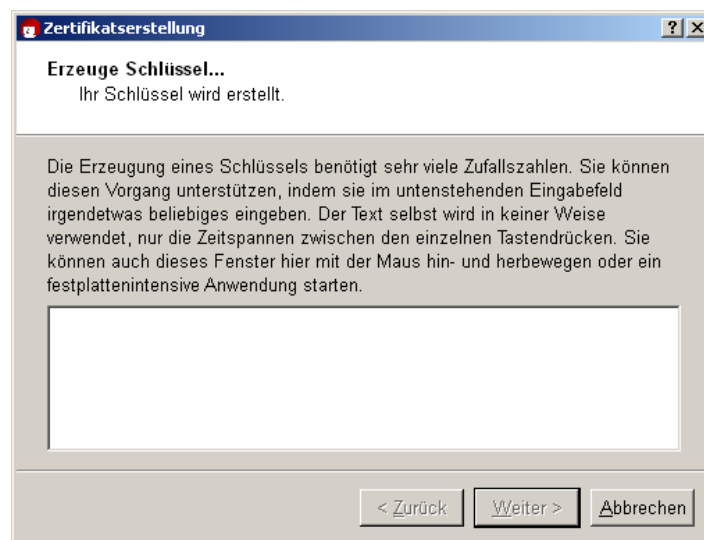 Zertifikatserstellung
Erzeuge Schlüssel...
Ihr Schlüssel wird erstellt.
Die Erzeugung eines Schlüssels benötigt sehr viele Zufallszahlen. Sie können
diesen Vorgang unterstützen, indem sie im untenstehenden Eingabefeld
irgendetwas beliebiges eingeben. Der Text selbst wird in keiner Weise
verwendet, nur die Zeitspannen zwischen den einzelnen Tastendrücken. Sie
können auch dieses Fenster hier mit der Maus hin- und herbewegen oder ein
festplattenintensive Anwendung starten.
< Zurück Weiter > Abbrechen